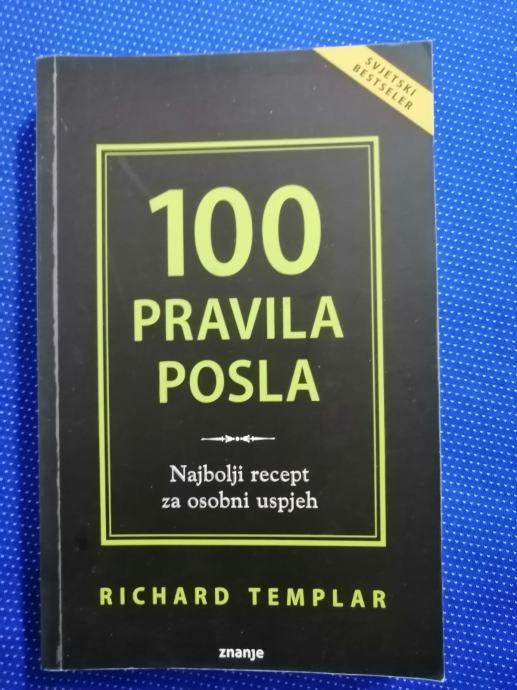 SVJETSKI
BESTSELER
100
PRAVILA
POSLA
Najbolji recept
za osobni uspjeh
RICHARD TEMPLAR
znanje